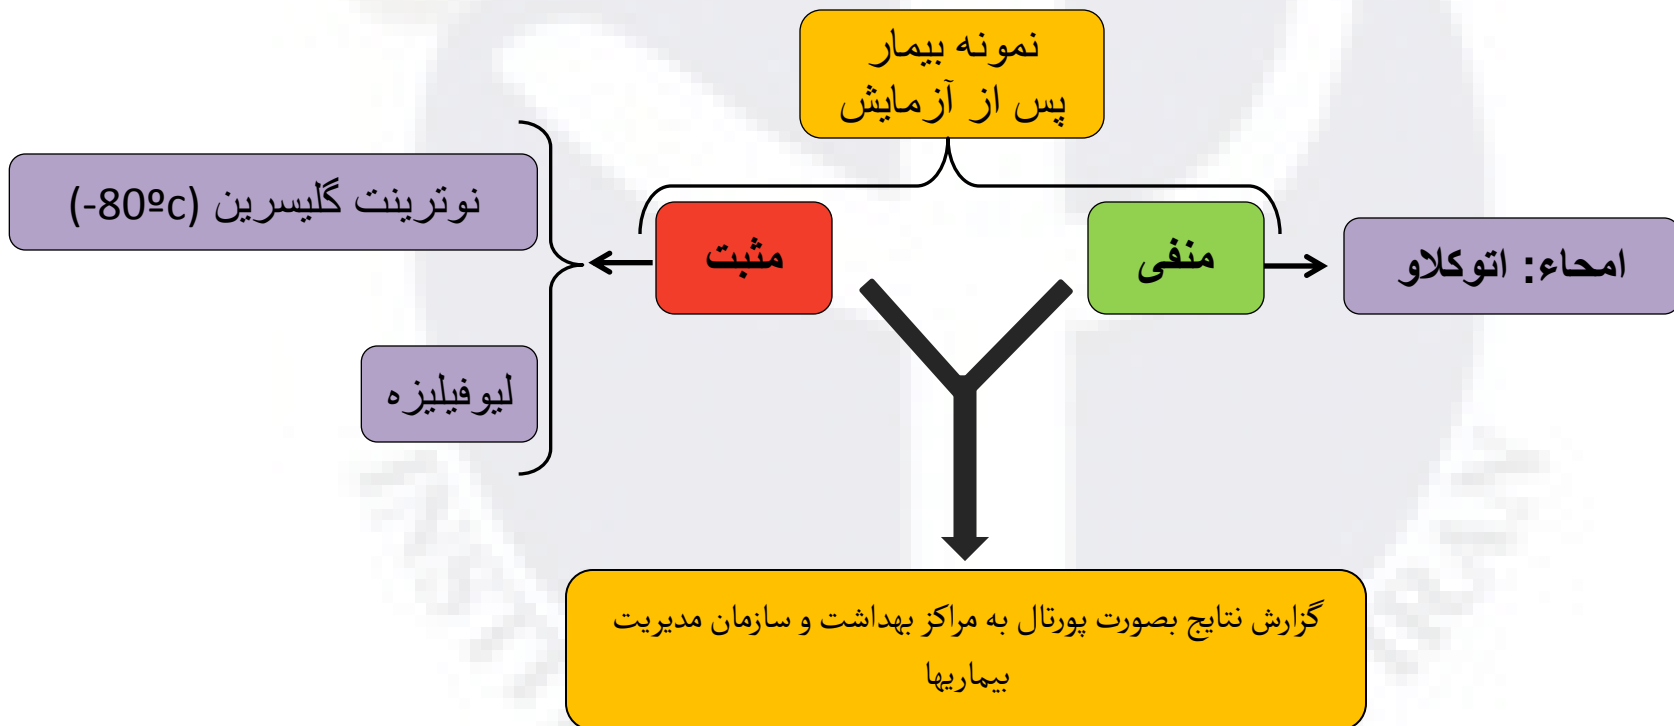 نمونه بیمار
پس از آزمایش
منفی
امحاء: اتوکلاو
مثبت
نوترینت گلیسرین (-80ºc)
لیوفیلیزه
گزارش نتایج بصورت پورتال به مراکز بهداشت و سازمان مدیریت
بیماریها